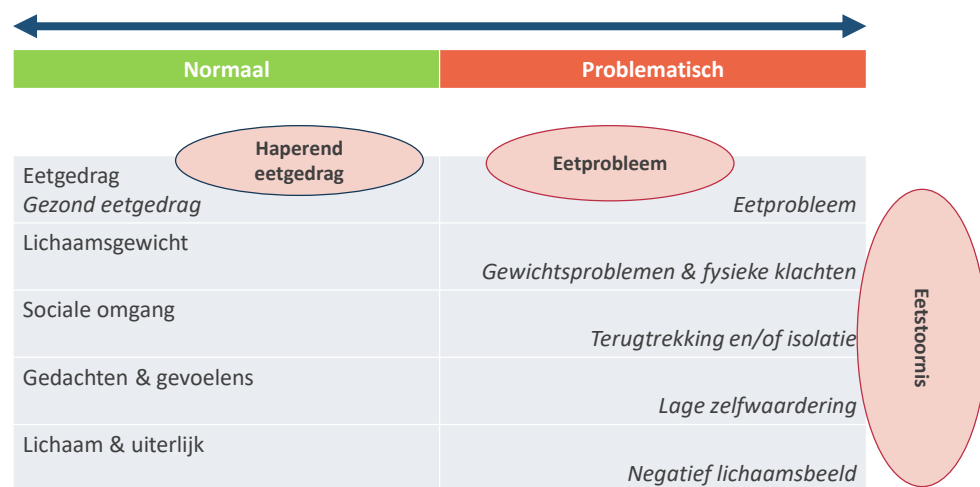 Normaal
Problematisch
Haperend
eetgedrag
Eetprobleem
Eetgedrag
Gezond eetgedrag
Eetprobleem
Lichaamsgewicht
Gewichtsproblemen & fysieke klachten
Sociale omgang
Terugtrekking en/of isolatie
Gedachten & gevoelens
Lage zelfwaardering
Lichaam & uiterlijk
Negatief lichaamsbeeld
Eetstoornis